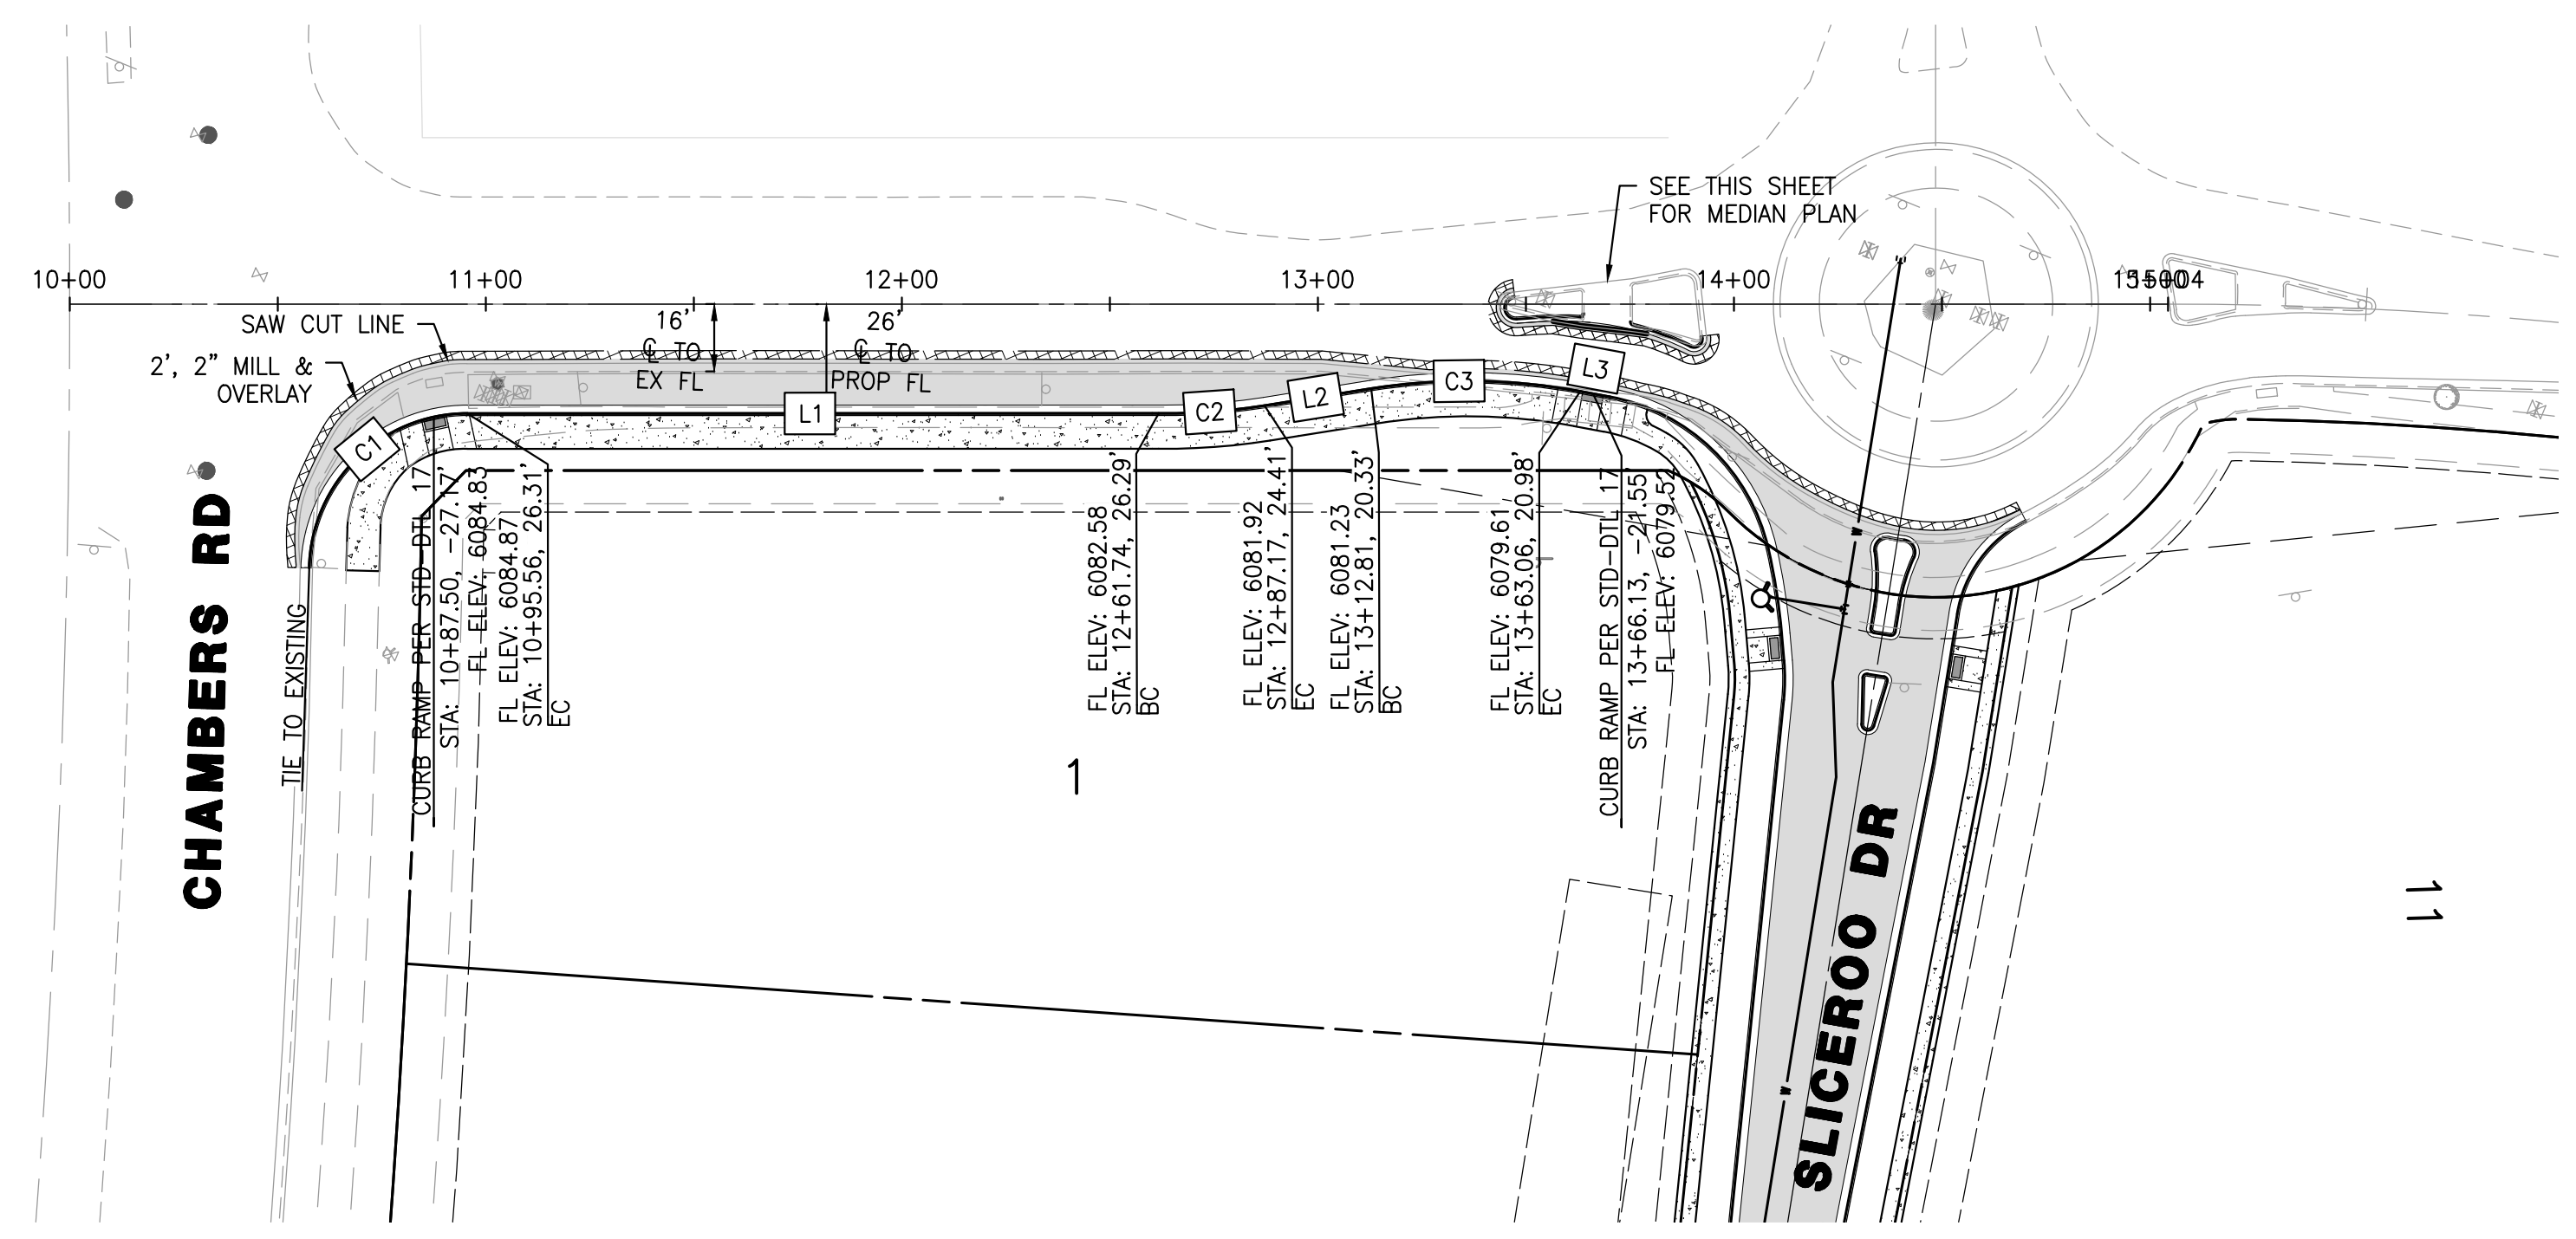 SEE THIS SHEET
FOR MEDIAN PLAN
10+00
11+00
12+00
13+00
14+00
15+00
SAW CUT LINE
2', 2" MILL &
OVERLAY
16'
℄ TO
EX FL
26'
℄ TO
PROP FL
C1
L1
C2
L2
C3
L3
CHAMBERS RD
TIE TO EXISTING
CURB RAMP PER STD-DTL 17
STA: 10+87.50, -27.17'
FL ELEV: 6084.83
FL ELEV: 6084.87
STA: 10+95.56, 26.31'
EC
FL ELEV: 6082.58
STA: 12+61.74, 26.29'
BC
FL ELEV: 6081.92
STA: 12+87.17, 24.41'
EC
FL ELEV: 6081.23
STA: 13+12.81, 20.33'
BC
FL ELEV: 6079.61
STA: 13+63.06, 20.98'
EC
CURB RAMP PER STD-DTL 17
STA: 13+66.13, -21.55'
FL ELEV: 6079.52
1
11
SLICEROO DR
W
W